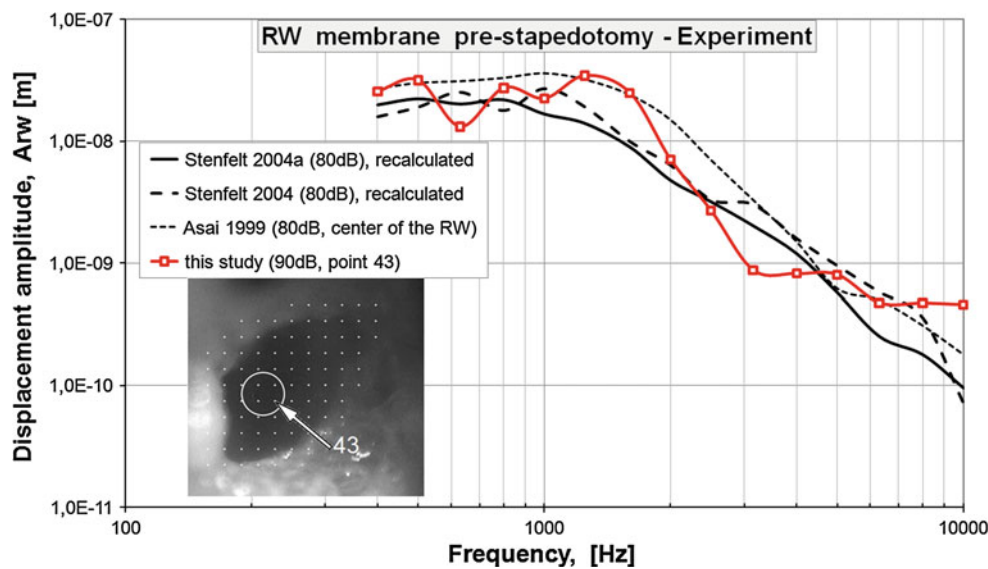 RW membrane pre-stapedotomy - Experiment
Displacement amplitude, Arw [m]
1,0E-07
1,0E-08
1,0E-09
1,0E-10
1,0E-11
Stenfelt 2004a (80dB), recalculated
Stenfelt 2004 (80dB), recalculated
Asai 1999 (80dB, center of the RW)
this study (90dB, point 43)
43
100
1000
10000
Frequency, [Hz]